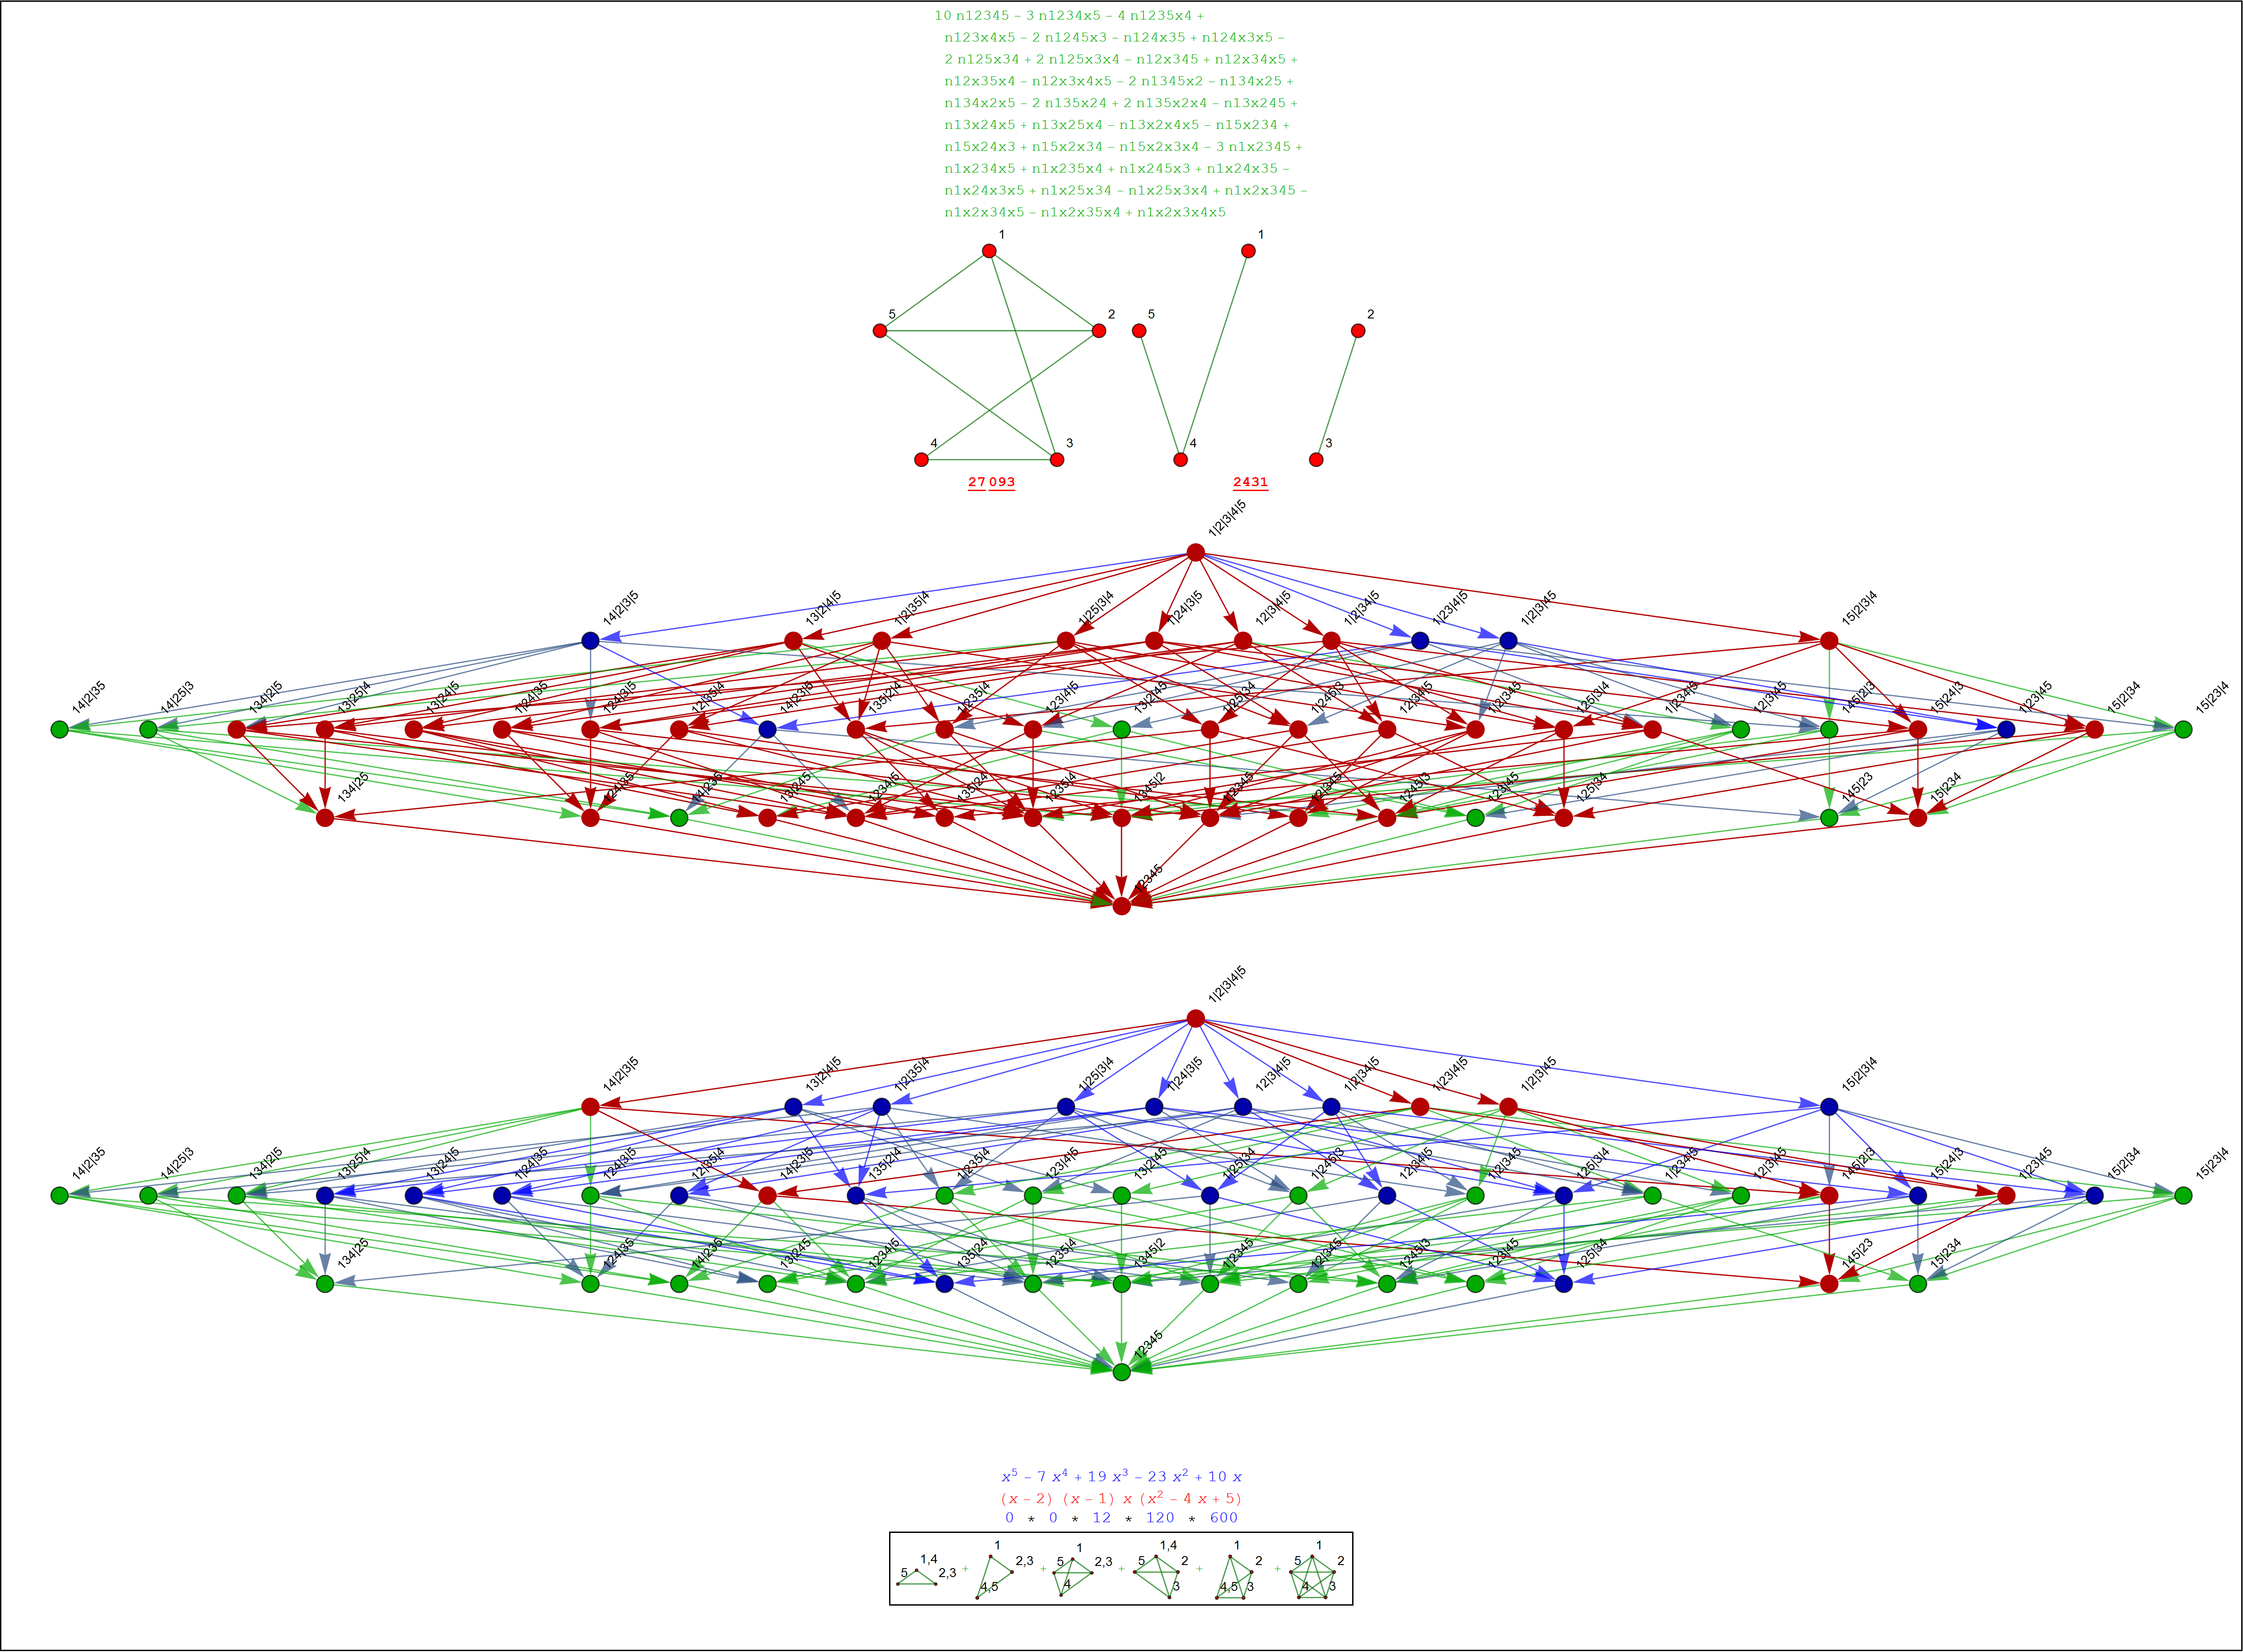 10 n12345 − 3 n1234x5 − 4 n1235x4 +
n123x4x5 − 2 n1245x3 − n124x35 + n124x3x5 −
2 n125x34 + 2 n125x3x4 − n12x345 + n12x34x5 +
n12x35x4 − n12x3x4x5 − 2 n1345x2 − n134x25 +
n134x2x5 − 2 n135x24 + 2 n135x2x4 − n13x245 +
n13x24x5 + n13x25x4 − n13x2x4x5 − n15x234 +
n15x24x3 + n15x2x34 − n15x2x3x4 − 3 n1x2345 +
n1x234x5 + n1x235x4 + n1x245x3 + n1x24x35 −
n1x24x3x5 + n1x25x34 − n1x25x3x4 + n1x2x345 −
n1x2x34x5 − n1x2x35x4 + n1x2x3x4x5
1 1
5 2 5 2
4 3 4 3
27 093 2431
1|2|3|4|5
14|2|3|5 13|2|4|5 1|2|35|4 1|25|3|4 1|24|3|5 12|3|4|5 1|2|34|5 1|23|4|5 1|2|3|45 15|2|3|4
14|2|35 14|25|3 134|2|5 13|25|4 13|24|5 1|24|35 124|3|5 12|35|4 14|23|5 135|2|4 1|235|4 123|4|5 13|2|45 1|25|34 1|245|3 12|34|5 1|2|345 125|3|4 1|234|5 12|3|45 145|2|3 15|24|3 1|23|45 15|2|34 15|23|4
134|25 124|35 14|235 13|245 1234|5 135|24 1235|4 1345|2 1|2345 12|345 1245|3 123|45 125|34 145|23 15|234
12345
1|2|3|4|5
14|2|3|5 13|2|4|5 1|2|35|4 1|25|3|4 1|24|3|5 12|3|4|5 1|2|34|5 1|23|4|5 1|2|3|45 15|2|3|4
14|2|35 14|25|3 134|2|5 13|25|4 13|24|5 1|24|35 124|3|5 12|35|4 14|23|5 135|2|4 1|235|4 123|4|5 13|2|45 1|25|34 1|245|3 12|34|5 1|2|345 125|3|4 1|234|5 12|3|45 145|2|3 15|24|3 1|23|45 15|2|34 15|23|4
134|25 124|35 14|235 13|245 1234|5 135|24 1235|4 1345|2 1|2345 12|345 1245|3 123|45 125|34 145|23 15|234
12345
x⁵ − 7 x⁴ + 19 x³ − 23 x² + 10 x
(x − 2) (x − 1) x (x² − 4 x + 5)
0 * 0 * 12 * 120 * 600
5 1,4 2,3 + 1 2,3 4,5 + 5 1 2,3 4 + 5 1,4 2 3 + 1 2 4,5 3 + 5 1 2 4 3